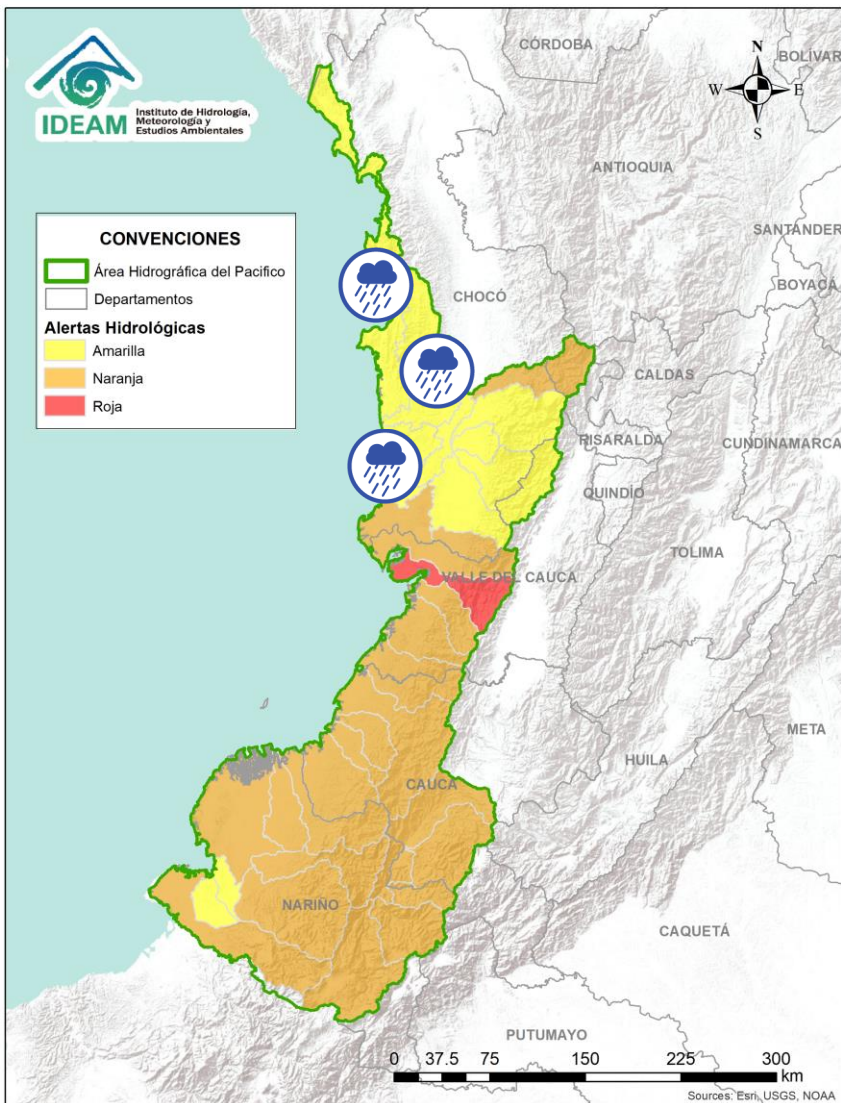 IDEAM
Instituto de Hidrología,
Meteorología y
Estudios Ambientales
CÓRDOBA
BOLÍVAR
N
W
E
S
ANTIOQUIA
SANTANDER
BOYACÁ
CONVENCIONES
Área Hidrográfica del Pacifico
Departamentos
Alertas Hidrológicas
Amarilla
Naranja
Roja
CHOCÓ
CALDAS
RISARALDA
CUNDINAMARCA
QUINDÍO
TOLIMA
VALLE DEL CAUCA
META
HUILA
CAUCA
NARIÑO
CAQUETÁ
PUTUMAYO
0 37.5 75 150 225 300
km
Sources: Esri, USGS, NOAA